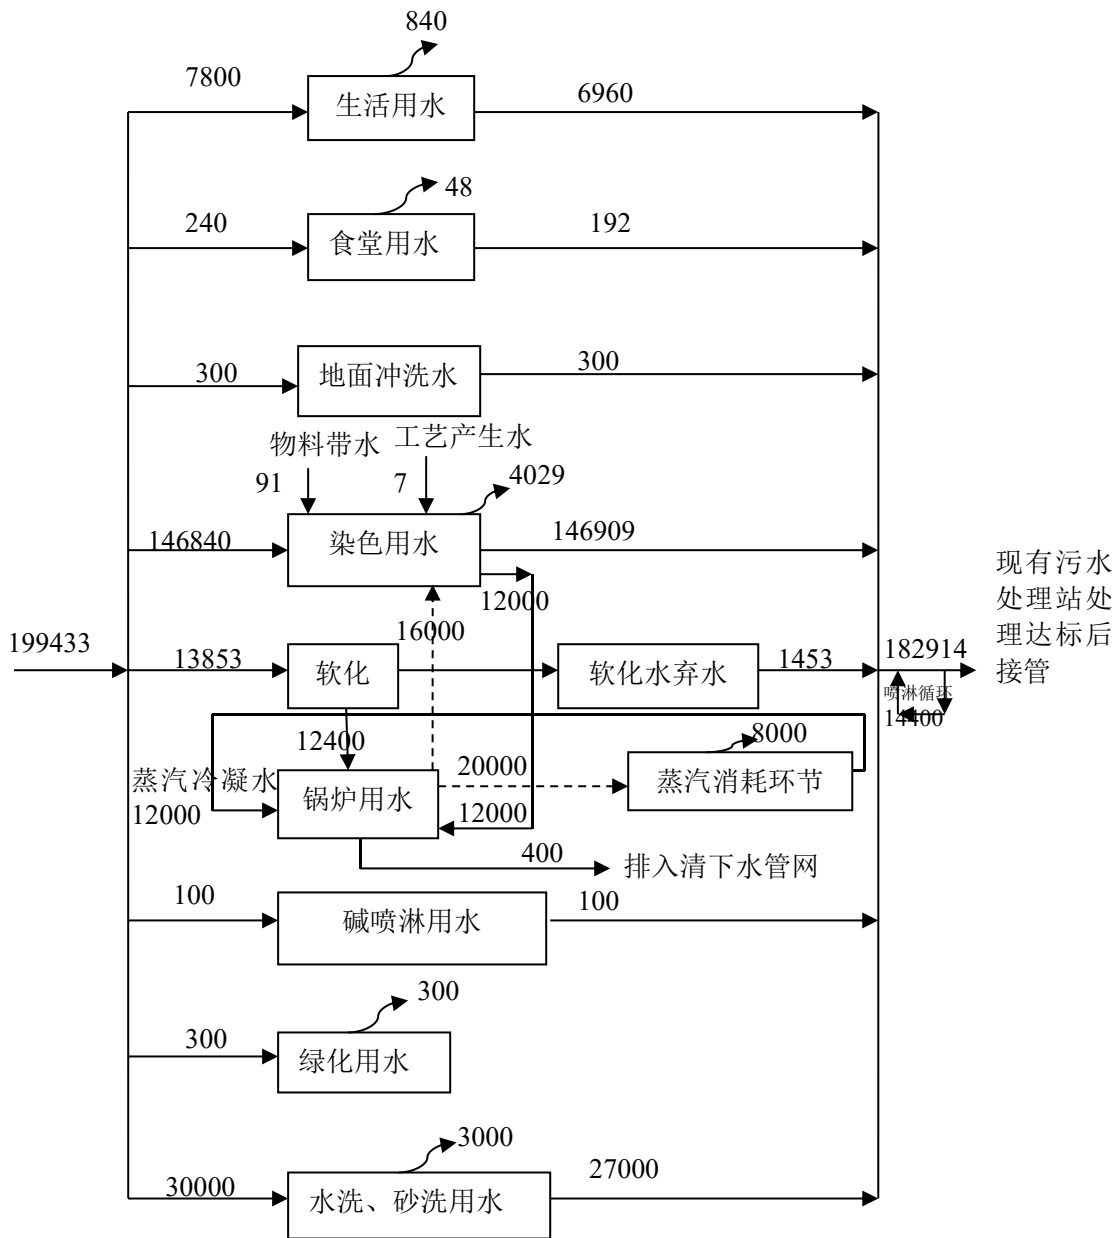 840
7800
生活用水
6960
48
240
食堂用水
192
300
地面冲洗水
300
物料带水
工艺产生水
91
7
4029
146840
染色用水
146909
12000
现有污水
处理站处
理达标后
接管
199433
13853
软化
16000
软化水弃水
1453
182914
喷淋循环
14400
12400
8000
蒸汽冷凝水
12000
锅炉用水
20000
12000
蒸汽消耗环节
400
排入清下水管网
100
碱喷淋用水
100
300
300
绿化用水
3000
30000
水洗、砂洗用水
27000